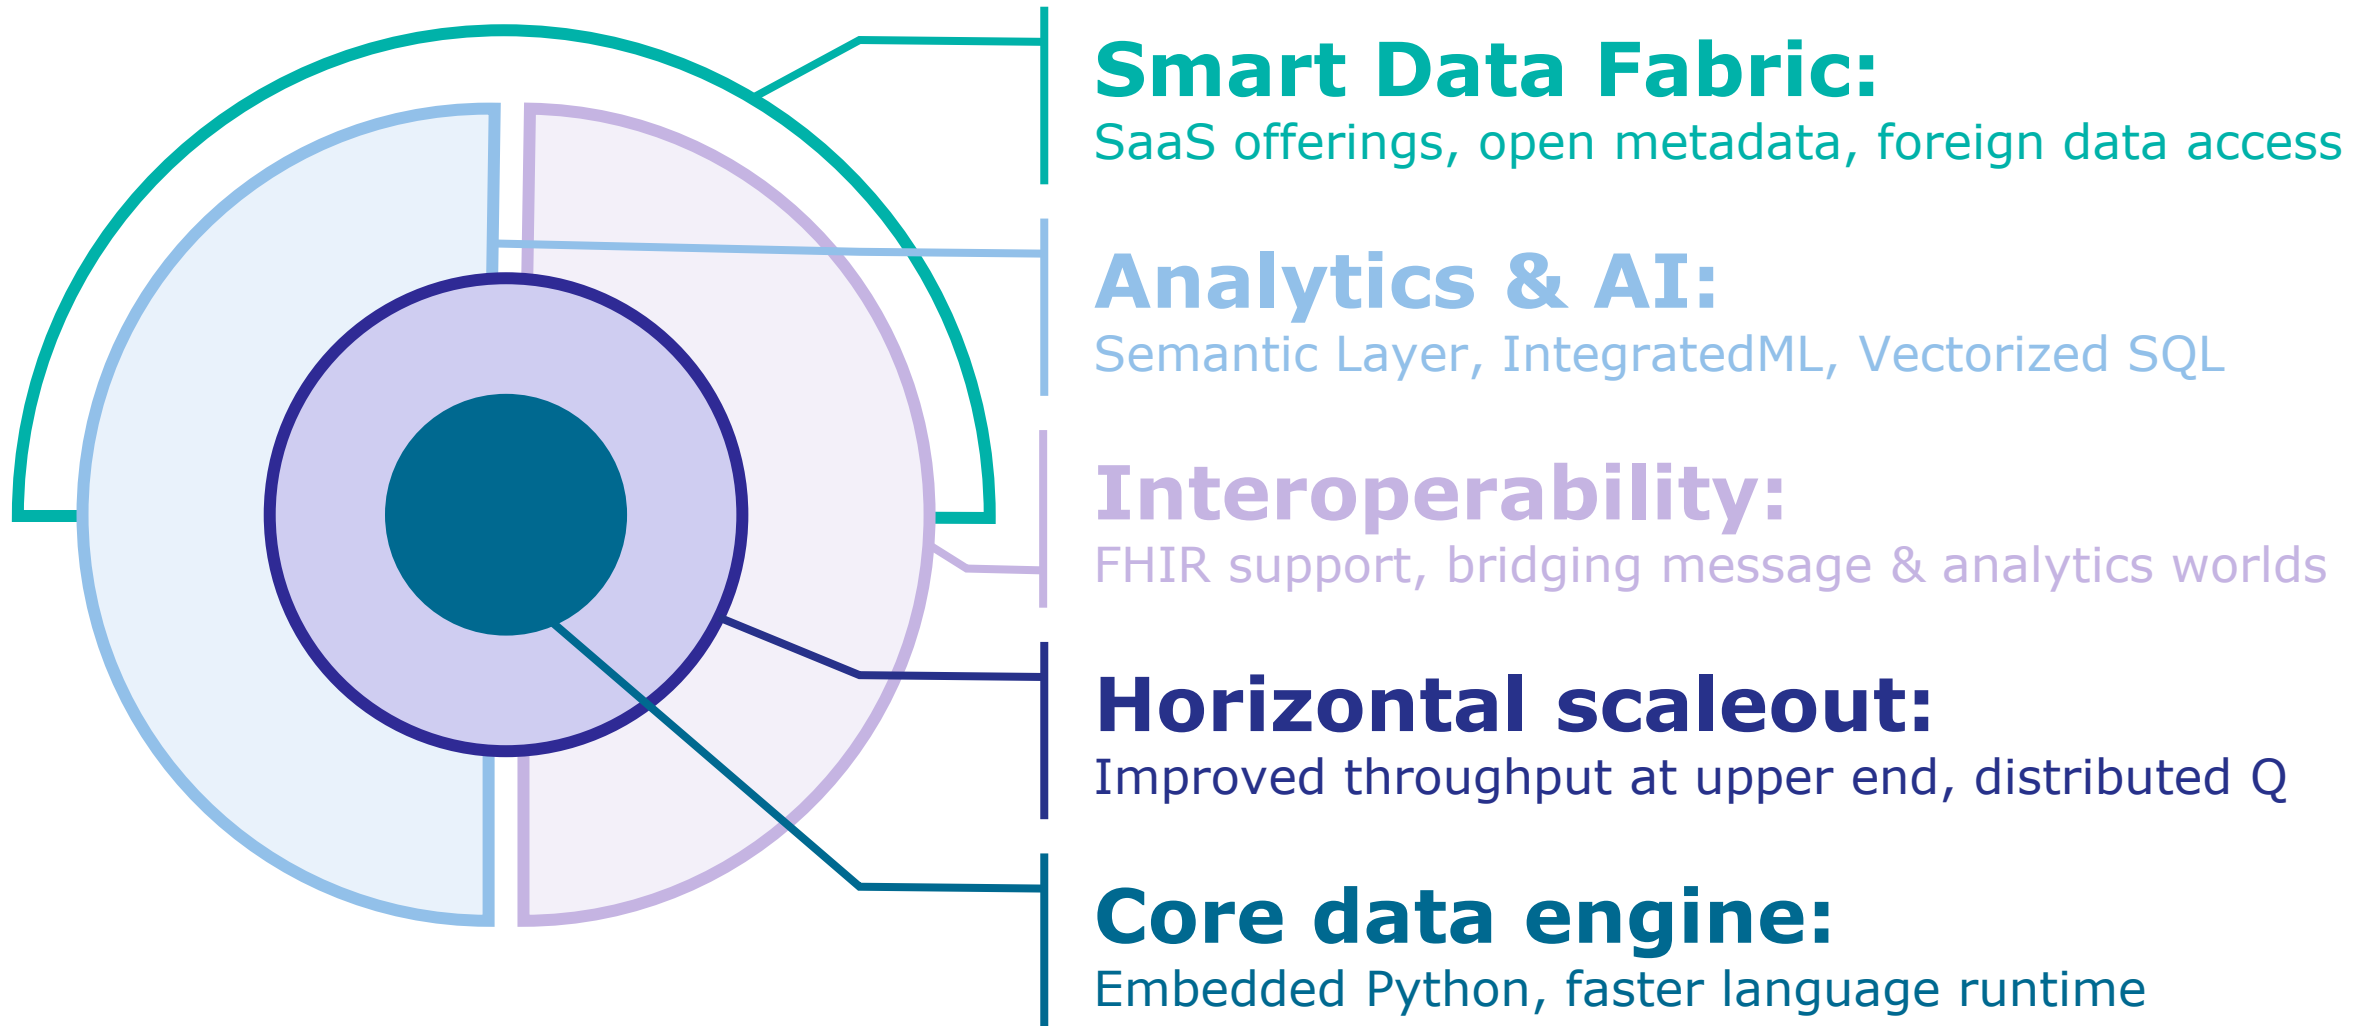 Smart Data Fabric:
SaaS offerings, open metadata, foreign data access
Analytics & AI:
Semantic Layer, IntegratedML, Vectorized SQL
Interoperability:
FHIR support, bridging message & analytics worlds
Horizontal scaleout:
Improved throughput at upper end, distributed Q
Core data engine:
Embedded Python, faster language runtime